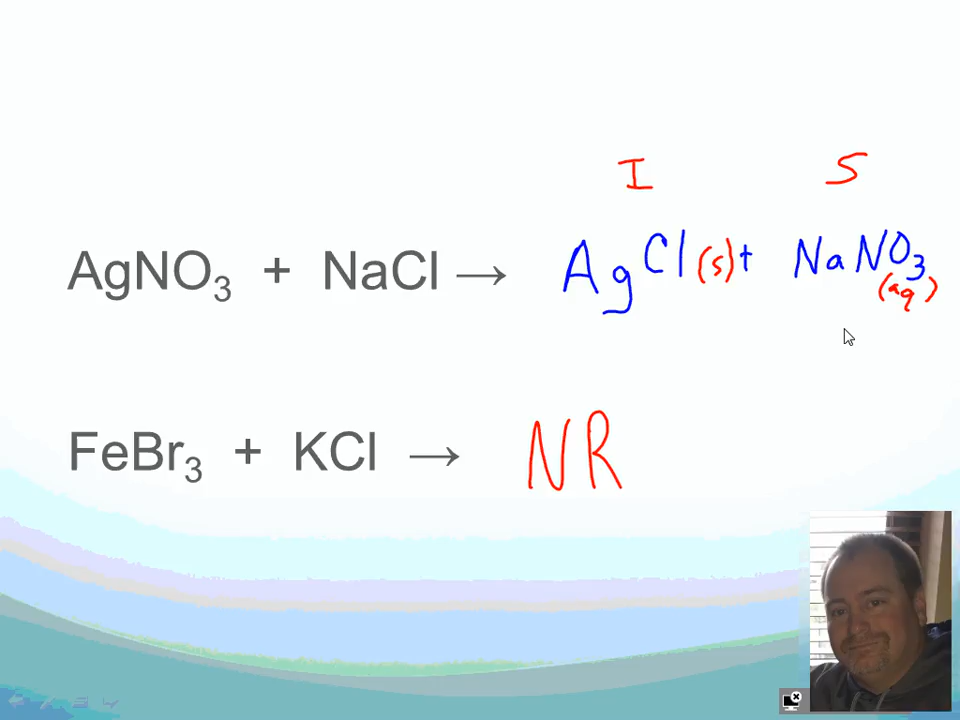 I S
AgNO₃ + NaCl → AgCl(s) + NaNO₃(aq)
FeBr₃ + KCl → NR